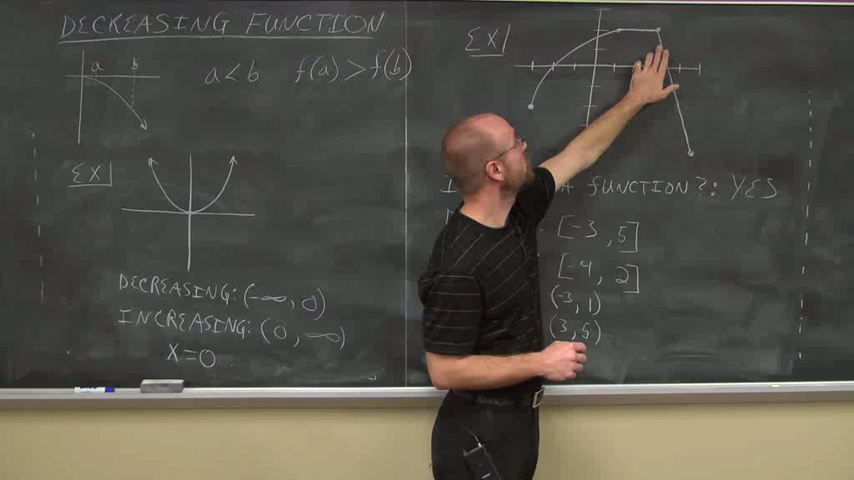 DECREASING FUNCTION
a b
a<b f(a) > f(b)
EX|
DECREASING: (-∞, 0)
INCREASING: (0, ∞)
X=0
EX|
A FUNCTION?: YES
[-3, 5]
[-4, 2]
(-3, 1)
(3, 5)